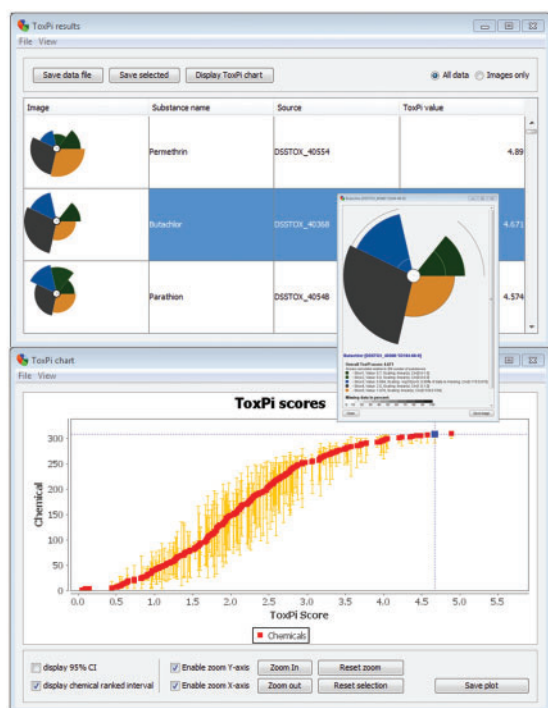 ToxPi results
File View
Save data file Save selected Display ToxPi chart All data Images only
Image Substance name Source ToxPi value
Permethrin DSSTOX_40554 4.89
Butachlor DSSTOX_40368 4.671
Parathion DSSTOX_40548 4.574
Missing data in percent
ToxPi chart
File View
ToxPi scores
Chemical
300
250
200
150
100
50
0
0.0 0.5 1.0 1.5 2.0 2.5 3.0 3.5 4.0 4.5 5.0 5.5
ToxPi Score
Chemicals
display 95% CI Enable zoom Y-axis Zoom In Reset zoom
display chemical ranked interval Enable zoom X-axis Zoom out Reset selection Save plot